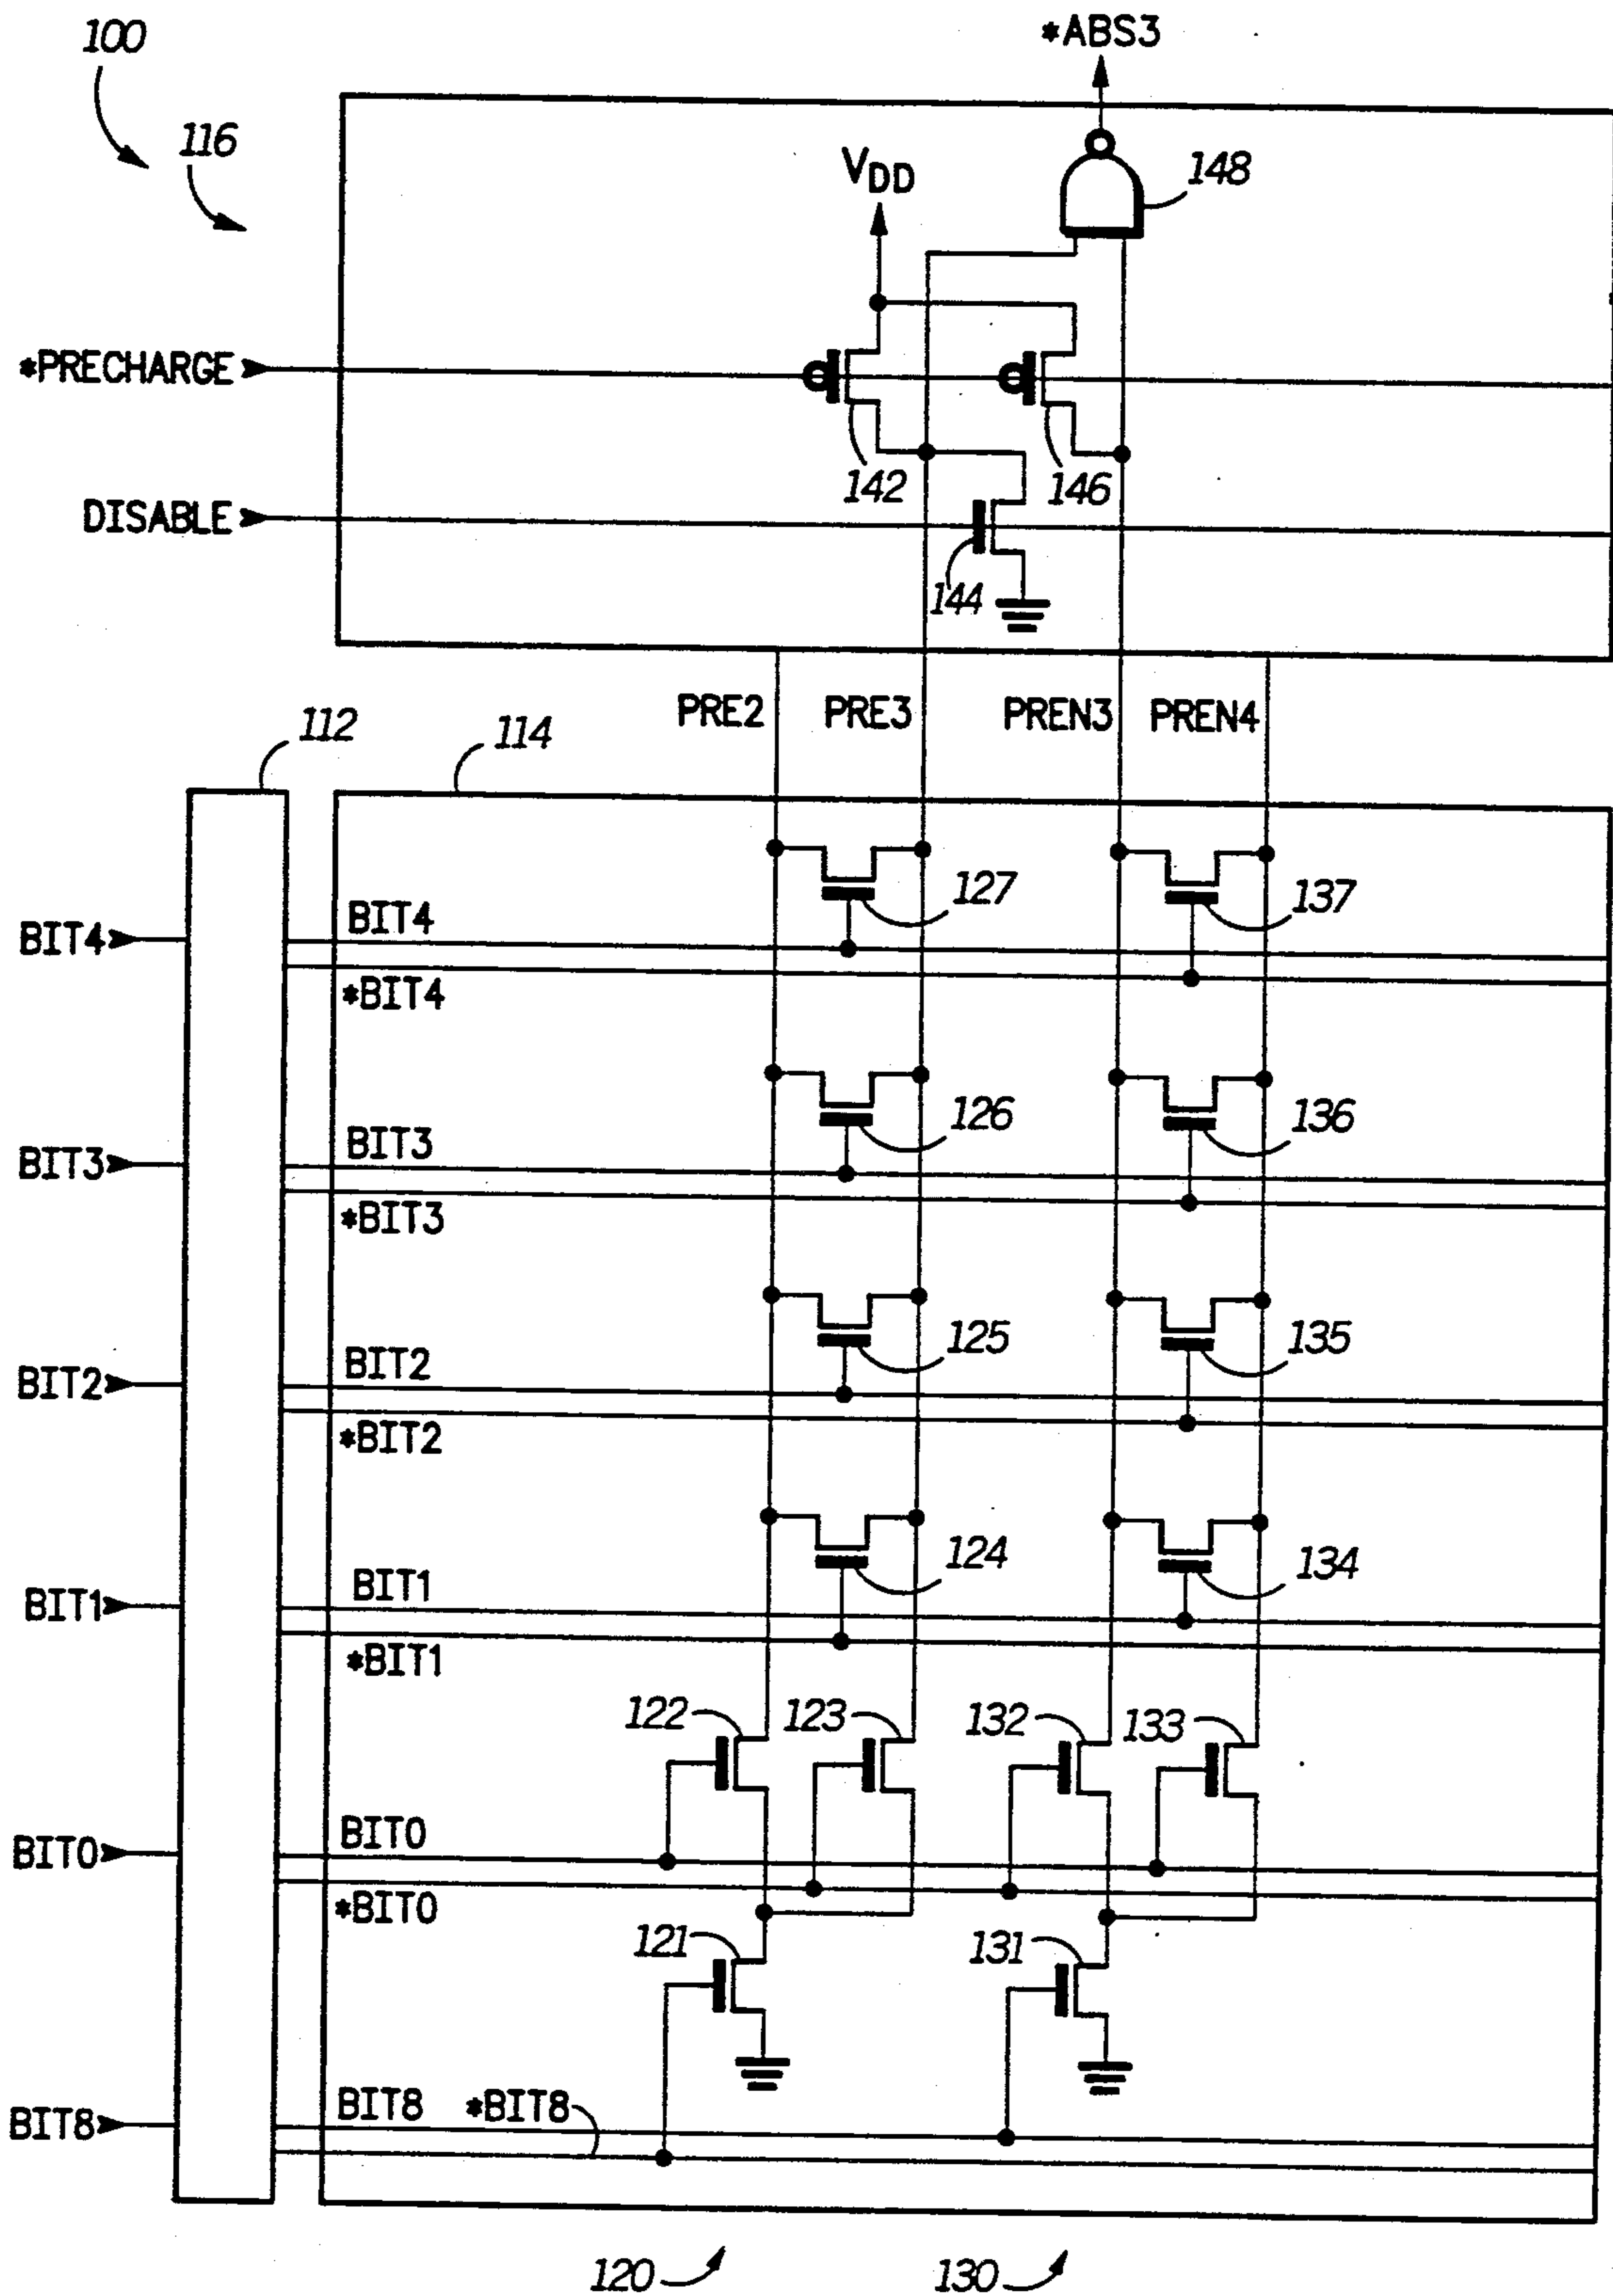 100
*ABS3
116
VDD
148
*PRECHARGE
142
146
DISABLE
144
PRE2
PRE3
PREN3
PREN4
112
114
127
137
BIT4
BIT4
*BIT4
126
136
BIT3
BIT3
*BIT3
125
135
BIT2
BIT2
*BIT2
124
134
BIT1
BIT1
*BIT1
122
123
132
133
BIT0
BIT0
*BIT0
121
131
BIT8
BIT8
*BIT8
120
130